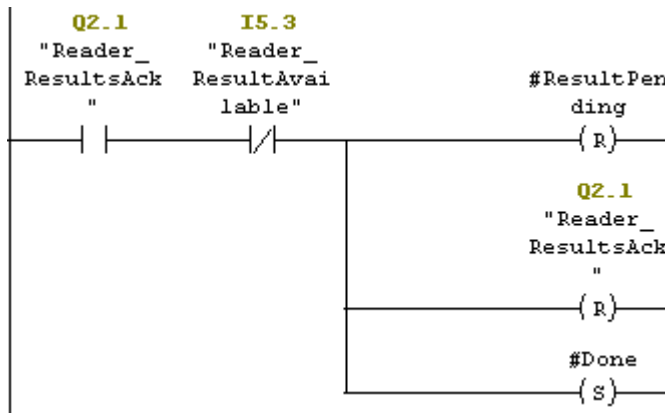 Q2.1 I5.3
"Reader_ "Reader_
ResultsAck ResultAvai #ResultPen
" lable" ding
( R )
Q2.1
"Reader_
ResultsAck
"
( R )
#Done
( S )